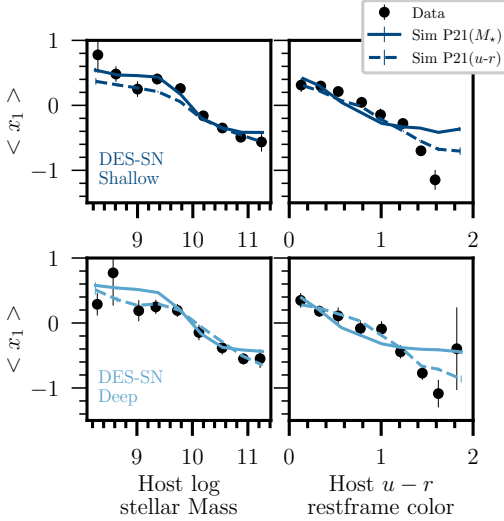 Data
Sim P21(M⋆)
Sim P21(u-r)
1
0
−1
< x₁ >
DES-SN
Shallow
9 10 11
0 1 2
1
0
−1
< x₁ >
DES-SN
Deep
9 10 11
0 1 2
Host log
stellar Mass
Host u − r
restframe color